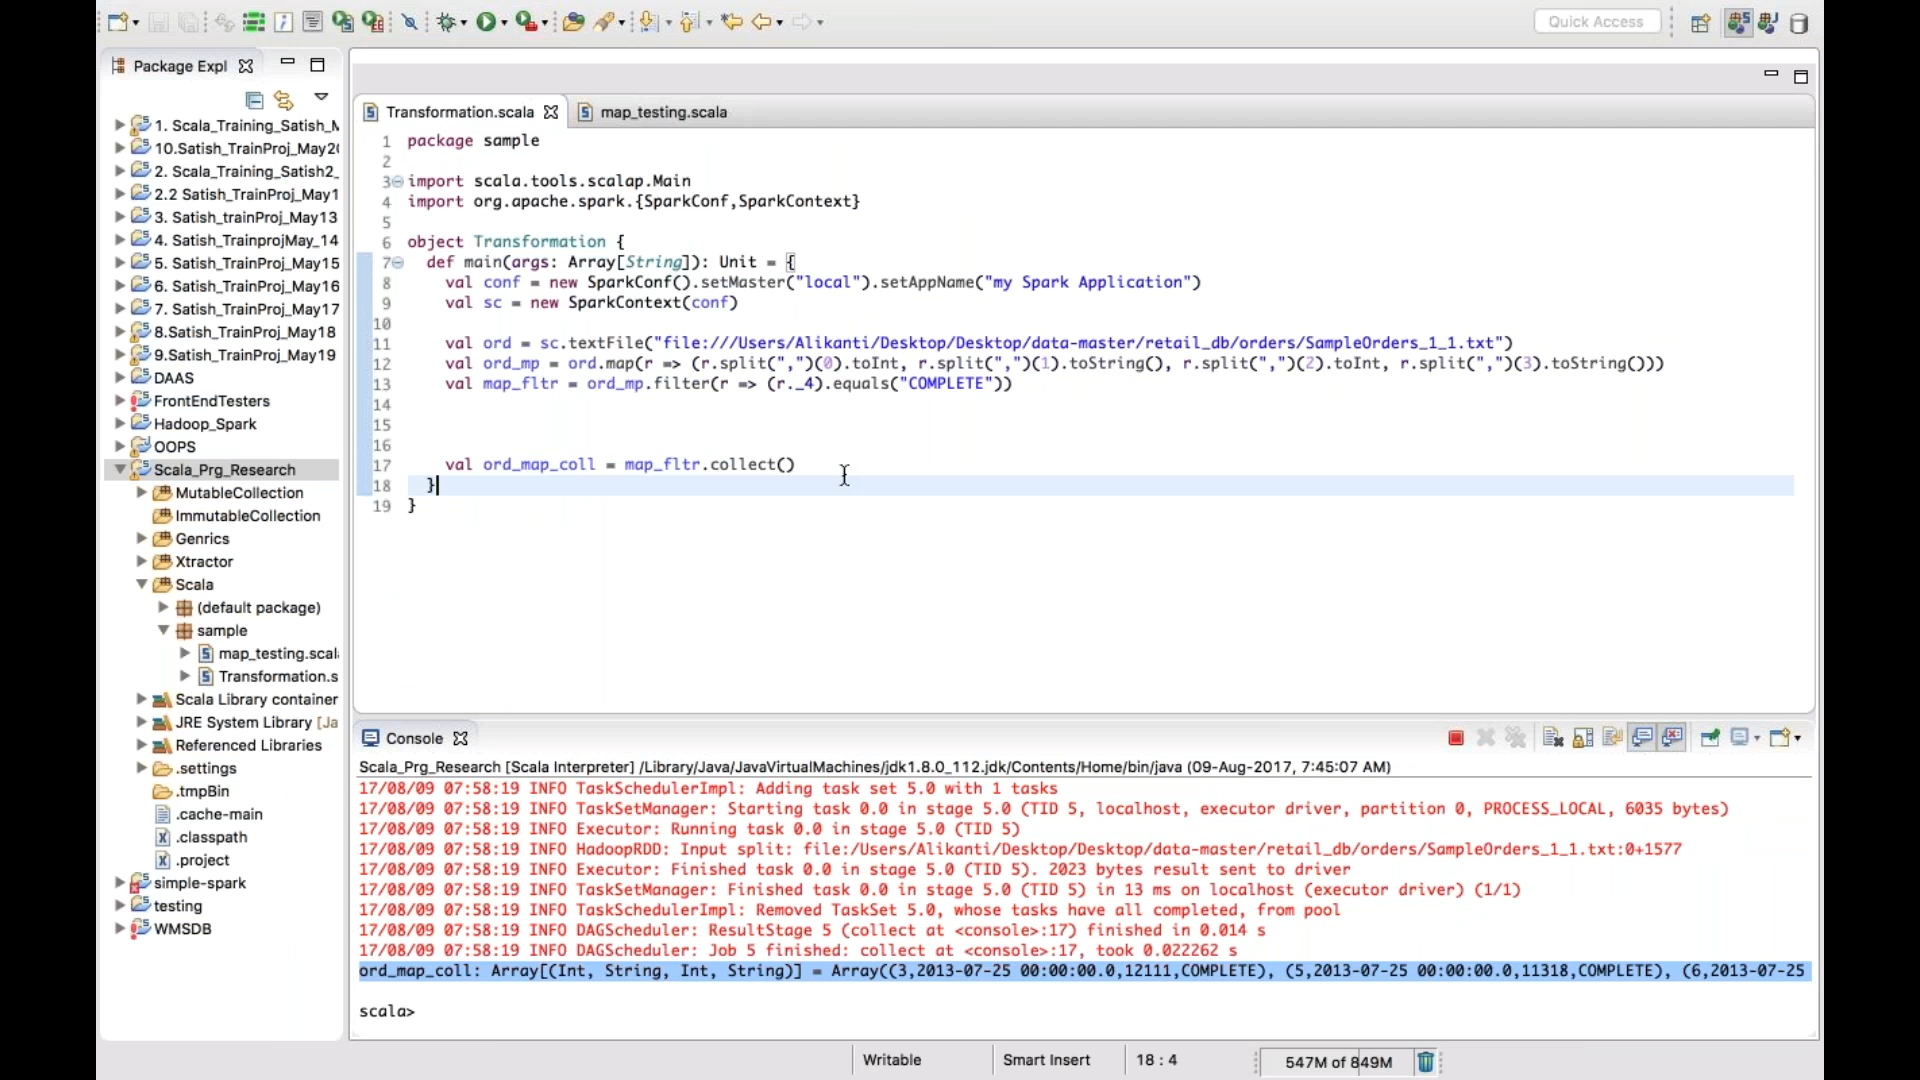 Quick Access
Package Expl
1. Scala_Training_Satish_M
10.Satish_TrainProj_May20
2. Scala_Training_Satish2_
2.2 Satish_TrainProj_May1
3. Satish_trainProj_May13
4. Satish_TrainprojMay_14
5. Satish_TrainProj_May15
6. Satish_TrainProj_May16
7. Satish_TrainProj_May17
8.Satish_TrainProj_May18
9.Satish_TrainProj_May19
DAAS
FrontEndTesters
Hadoop_Spark
OOPS
Scala_Prg_Research
MutableCollection
ImmutableCollection
Genrics
Xtractor
Scala
(default package)
sample
map_testing.scal
Transformation.s
Scala Library container
JRE System Library [Ja
Referenced Libraries
.settings
.tmpBin
.cache-main
.classpath
.project
simple-spark
testing
WMSDB
Transformation.scala map_testing.scala
1 package sample
2
3 import scala.tools.scalap.Main
4 import org.apache.spark.{SparkConf,SparkContext}
5
6 object Transformation {
7 def main(args: Array[String]): Unit = {
8 val conf = new SparkConf().setMaster("local").setAppName("my Spark Application")
9 val sc = new SparkContext(conf)
10
11 val ord = sc.textFile("file:///Users/Alikanti/Desktop/Desktop/data-master/retail_db/orders/SampleOrders_1_1.txt")
12 val ord_mp = ord.map(r => (r.split(",")(0).toInt, r.split(",")(1).toString(), r.split(",")(2).toInt, r.split(",")(3).toString()))
13 val map_fltr = ord_mp.filter(r => (r._4).equals("COMPLETE"))
14
15
16
17 val ord_map_coll = map_fltr.collect()
18 }
19 }
Console
Scala_Prg_Research [Scala Interpreter] /Library/Java/JavaVirtualMachines/jdk1.8.0_112.jdk/Contents/Home/bin/java (09-Aug-2017, 7:45:07 AM)
17/08/09 07:58:19 INFO TaskSchedulerImpl: Adding task set 5.0 with 1 tasks
17/08/09 07:58:19 INFO TaskSetManager: Starting task 0.0 in stage 5.0 (TID 5, localhost, executor driver, partition 0, PROCESS_LOCAL, 6035 bytes)
17/08/09 07:58:19 INFO Executor: Running task 0.0 in stage 5.0 (TID 5)
17/08/09 07:58:19 INFO HadoopRDD: Input split: file:/Users/Alikanti/Desktop/Desktop/data-master/retail_db/orders/SampleOrders_1_1.txt:0+1577
17/08/09 07:58:19 INFO Executor: Finished task 0.0 in stage 5.0 (TID 5). 2023 bytes result sent to driver
17/08/09 07:58:19 INFO TaskSetManager: Finished task 0.0 in stage 5.0 (TID 5) in 13 ms on localhost (executor driver) (1/1)
17/08/09 07:58:19 INFO TaskSchedulerImpl: Removed TaskSet 5.0, whose tasks have all completed, from pool
17/08/09 07:58:19 INFO DAGScheduler: ResultStage 5 (collect at <console>:17) finished in 0.014 s
17/08/09 07:58:19 INFO DAGScheduler: Job 5 finished: collect at <console>:17, took 0.022262 s
ord_map_coll: Array[(Int, String, Int, String)] = Array((3,2013-07-25 00:00:00.0,12111,COMPLETE), (5,2013-07-25 00:00:00.0,11318,COMPLETE), (6,2013-07-25
scala>
Writable Smart Insert 18 : 4 547M of 849M